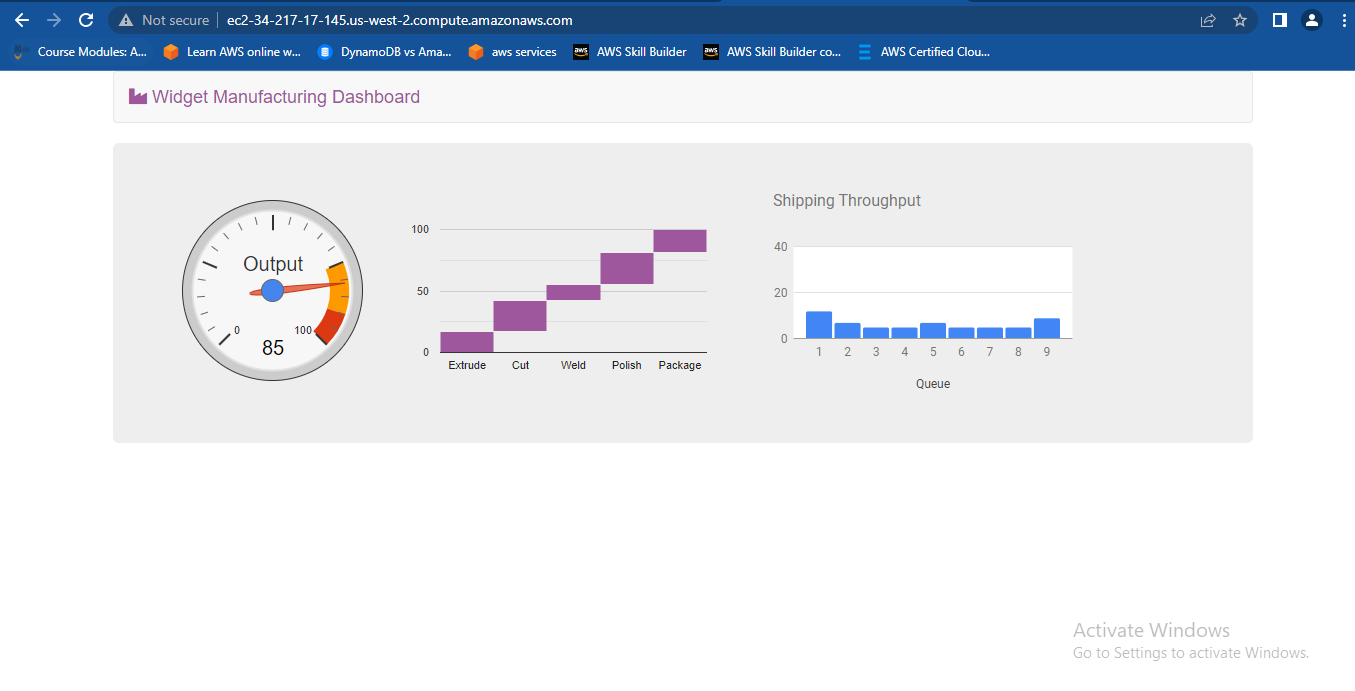 Not secure ec2-34-217-17-145.us-west-2.compute.amazonaws.com
Course Modules: A... Learn AWS online w... DynamoDB vs Ama... aws services aws AWS Skill Builder aws AWS Skill Builder co... AWS Certified Clou...
Widget Manufacturing Dashboard
Output
0 100
85
100
50
0
Extrude Cut Weld Polish Package
Shipping Throughput
40
20
0
1 2 3 4 5 6 7 8 9
Queue
Activate Windows
Go to Settings to activate Windows.